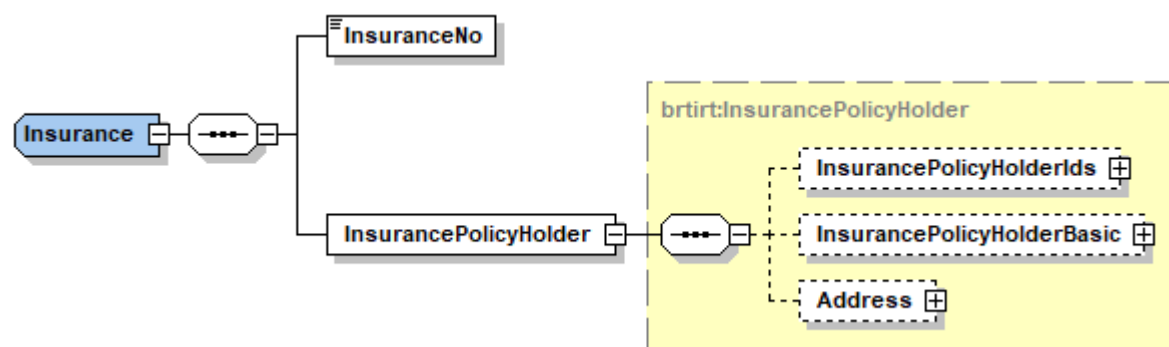 InsuranceNo
Insurance
brtirt:InsurancePolicyHolder
InsurancePolicyHolderIds
InsurancePolicyHolder
InsurancePolicyHolderBasic
Address